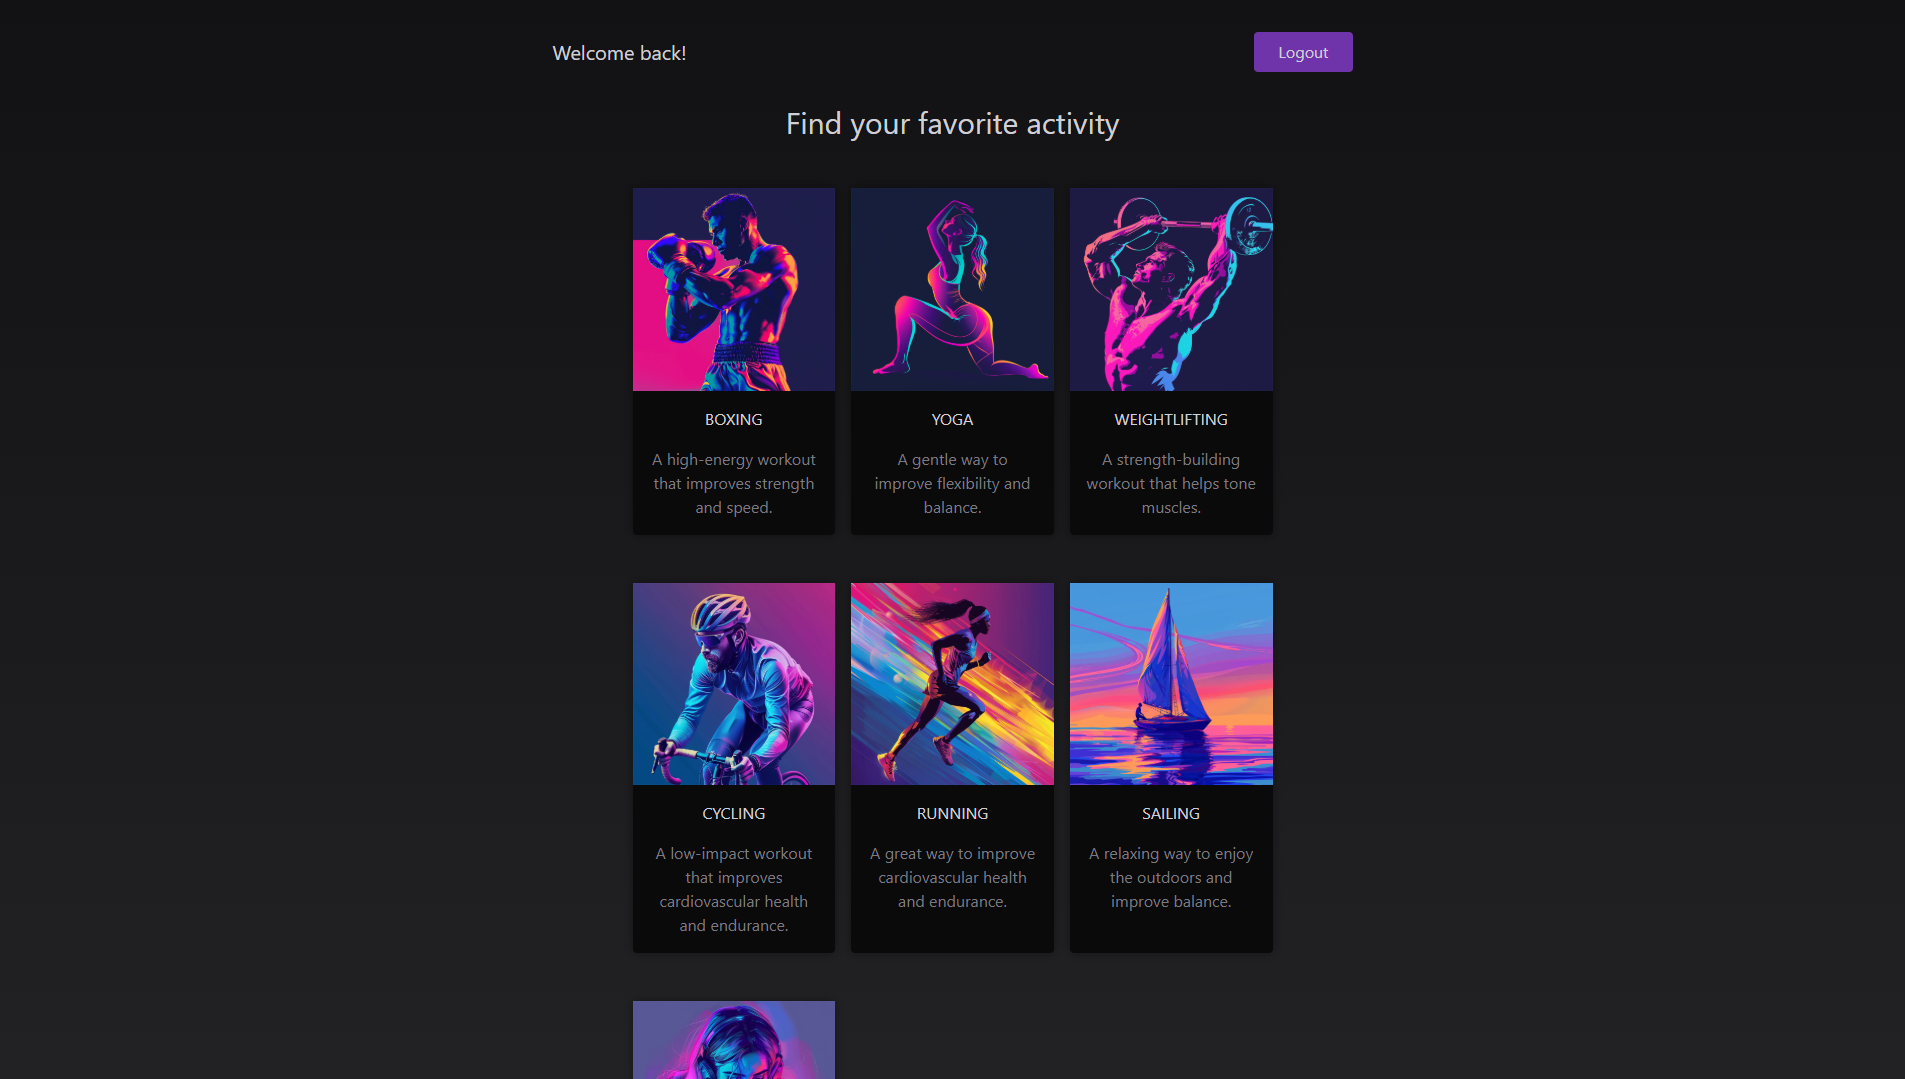 Welcome back!
Logout
Find your favorite activity
BOXING
A high-energy workout
that improves strength
and speed.
YOGA
A gentle way to
improve flexibility and
balance.
WEIGHTLIFTING
A strength-building
workout that helps tone
muscles.
CYCLING
A low-impact workout
that improves
cardiovascular health
and endurance.
RUNNING
A great way to improve
cardiovascular health
and endurance.
SAILING
A relaxing way to enjoy
the outdoors and
improve balance.